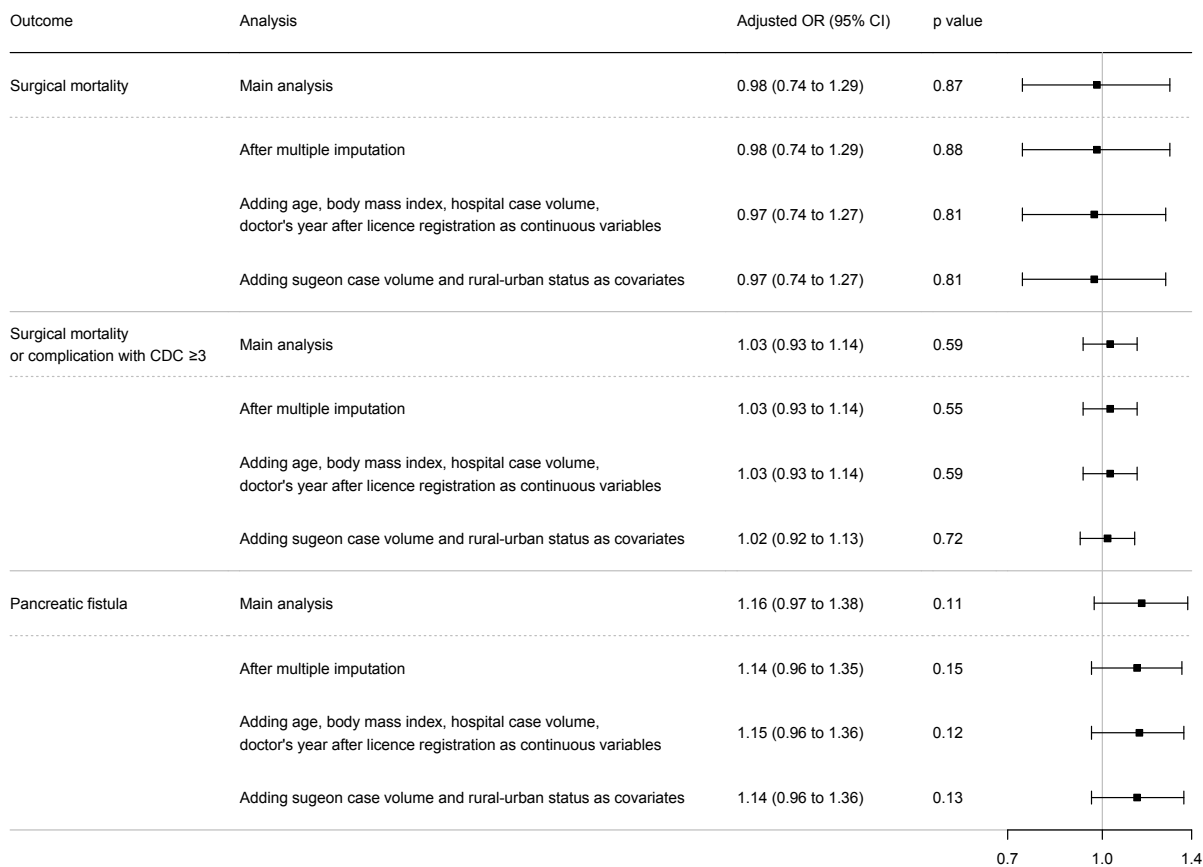 Outcome Analysis Adjusted OR (95% CI) p value
Surgical mortality Main analysis 0.98 (0.74 to 1.29) 0.87
After multiple imputation 0.98 (0.74 to 1.29) 0.88
Adding age, body mass index, hospital case volume,
doctor's year after licence registration as continuous variables 0.97 (0.74 to 1.27) 0.81
Adding sugeon case volume and rural-urban status as covariates 0.97 (0.74 to 1.27) 0.81
Surgical mortality
or complication with CDC ≥3 Main analysis 1.03 (0.93 to 1.14) 0.59
After multiple imputation 1.03 (0.93 to 1.14) 0.55
Adding age, body mass index, hospital case volume,
doctor's year after licence registration as continuous variables 1.03 (0.93 to 1.14) 0.59
Adding sugeon case volume and rural-urban status as covariates 1.02 (0.92 to 1.13) 0.72
Pancreatic fistula Main analysis 1.16 (0.97 to 1.38) 0.11
After multiple imputation 1.14 (0.96 to 1.35) 0.15
Adding age, body mass index, hospital case volume,
doctor's year after licence registration as continuous variables 1.15 (0.96 to 1.36) 0.12
Adding sugeon case volume and rural-urban status as covariates 1.14 (0.96 to 1.36) 0.13
0.7 1.0 1.4